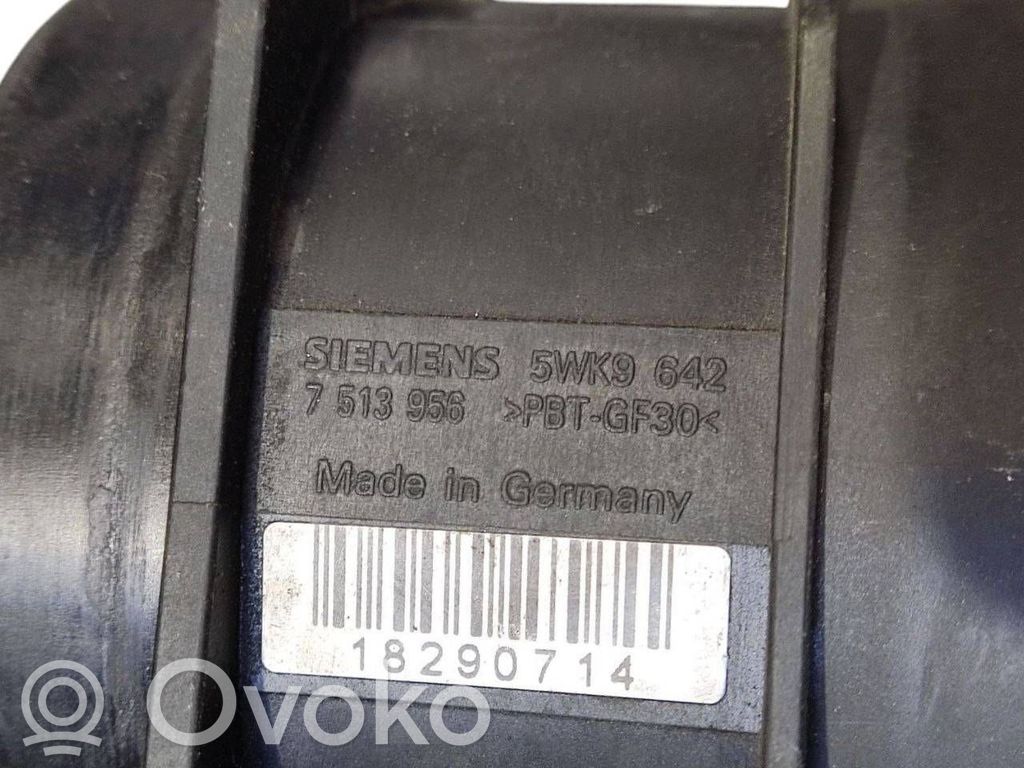 SIEMENS 5WK9 642
7 513 956 >PBT-GF30<
Made in Germany
18290714
Ovoko